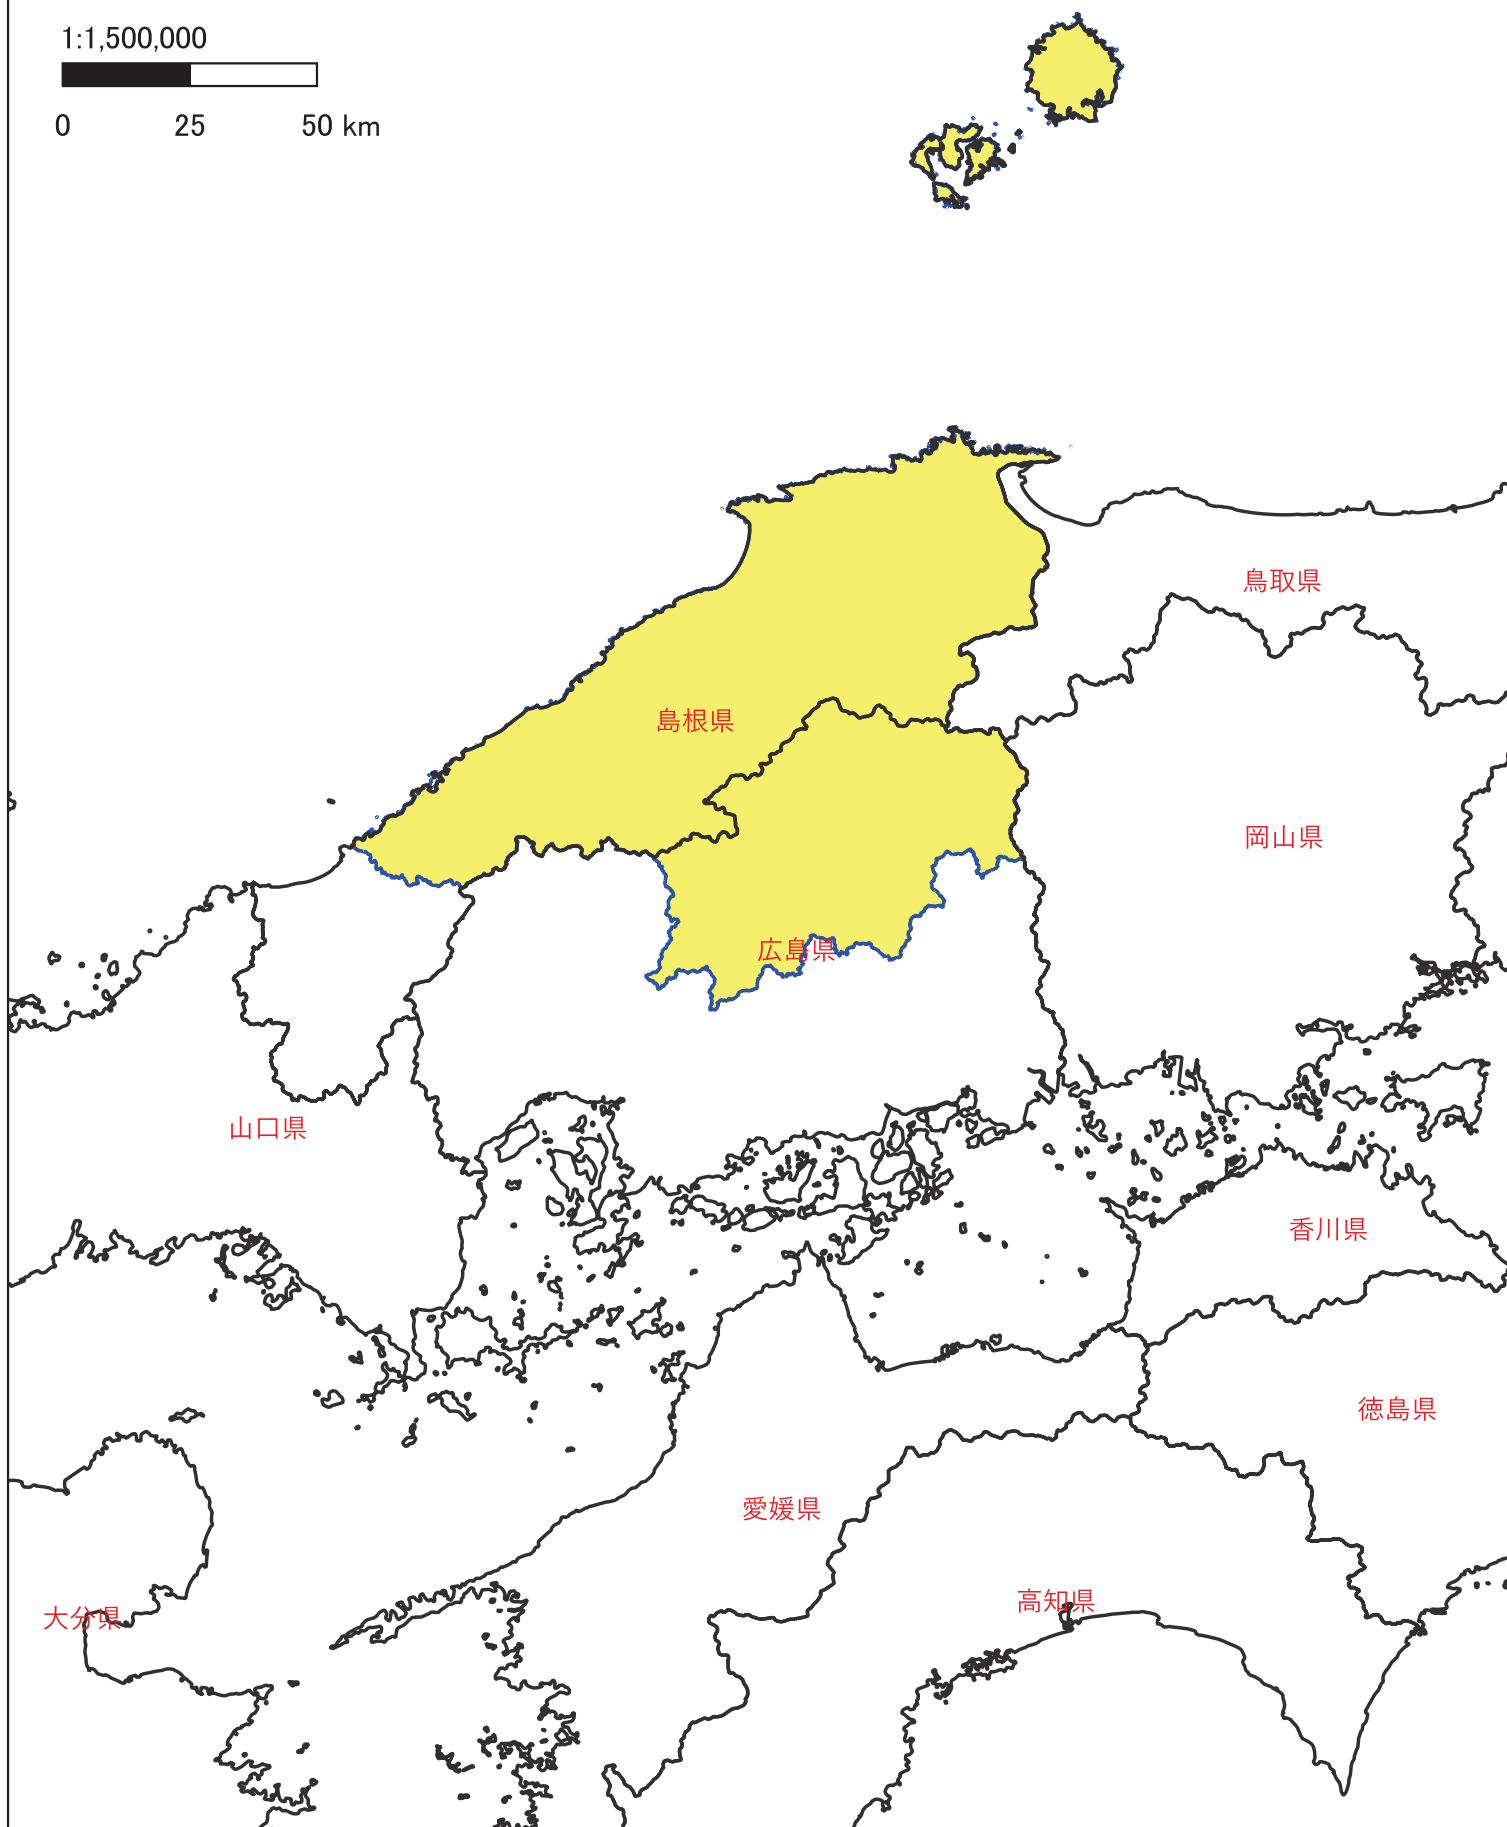 1:1,500,000
0 25 50 km
鳥取県
島根県
岡山県
広島県
山口県
香川県
徳島県
愛媛県
高知県
大分県